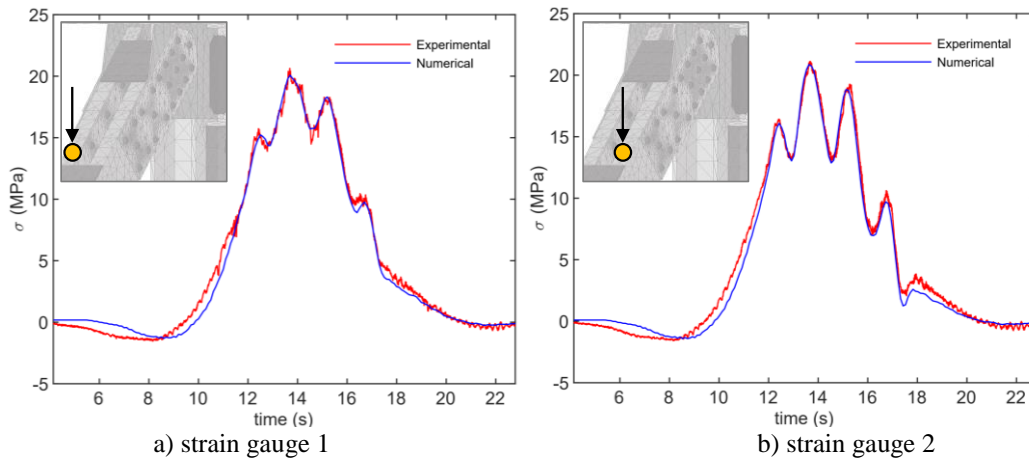 25
20
15
10
5
0
-5
σ (MPa)
Experimental
Numerical
6 8 10 12 14 16 18 20 22
time (s)
a) strain gauge 1
25
20
15
10
5
0
-5
σ (MPa)
Experimental
Numerical
6 8 10 12 14 16 18 20 22
time (s)
b) strain gauge 2